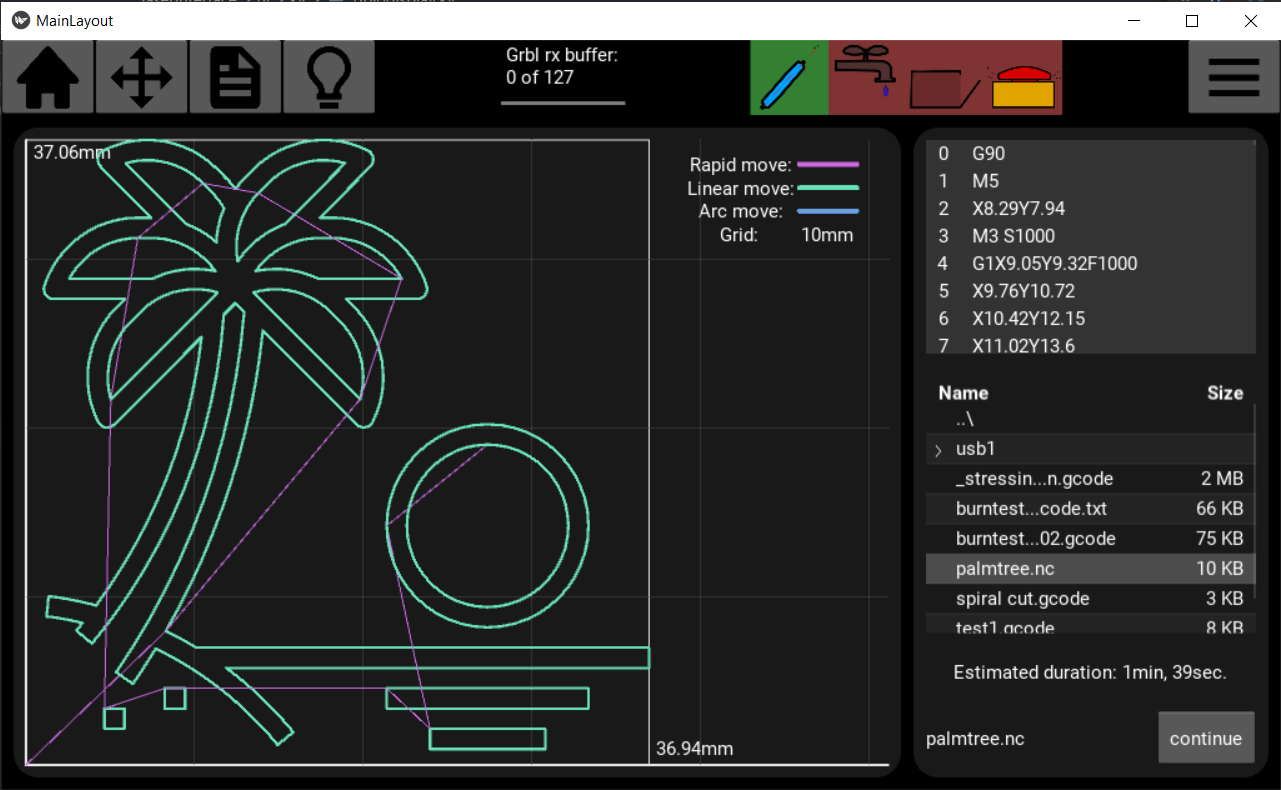 MainLayout
Grbl rx buffer:
0 of 127
37.06mm
Rapid move:
Linear move:
Arc move:
Grid: 10mm
36.94mm
0 G90
1 M5
2 X8.29Y7.94
3 M3 S1000
4 G1X9.05Y9.32F1000
5 X9.76Y10.72
6 X10.42Y12.15
7 X11.02Y13.6
Name Size
..\
usb1
_stressin...n.gcode 2 MB
burntest...code.txt 66 KB
burntest...02.gcode 75 KB
palmtree.nc 10 KB
spiral cut.gcode 3 KB
test1.gcode 8 KB
Estimated duration: 1min, 39sec.
palmtree.nc continue